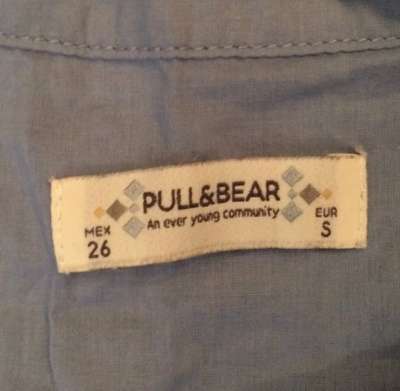 PULL&BEAR
An ever young community
MEX
26
EUR
S